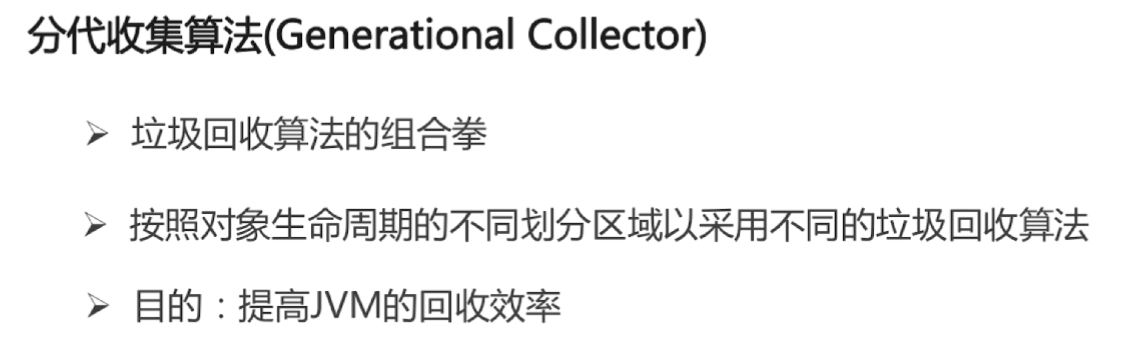 分代收集算法(Generational Collector)
➢ 垃圾回收算法的组合拳
➢ 按照对象生命周期的不同划分区域以采用不同的垃圾回收算法
➢ 目的：提高JVM的回收效率